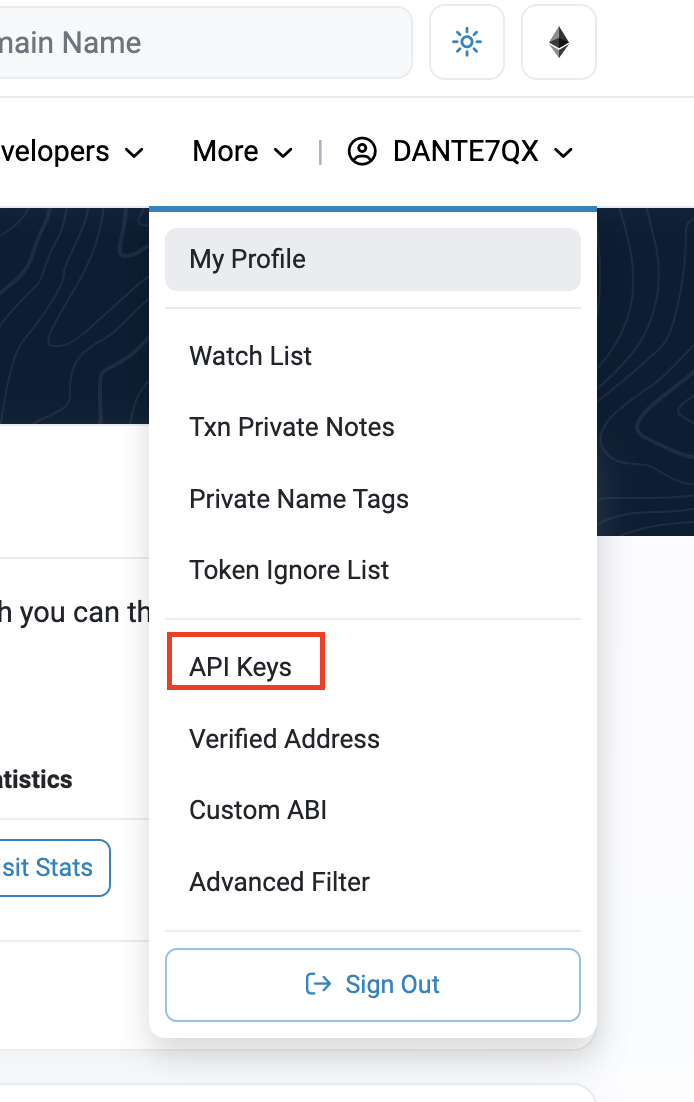 main Name
velopers
More | DANTE7QX
My Profile
Watch List
Txn Private Notes
Private Name Tags
Token Ignore List
h you can th
API Keys
Verified Address
tistics
Custom ABI
sit Stats
Advanced Filter
Sign Out